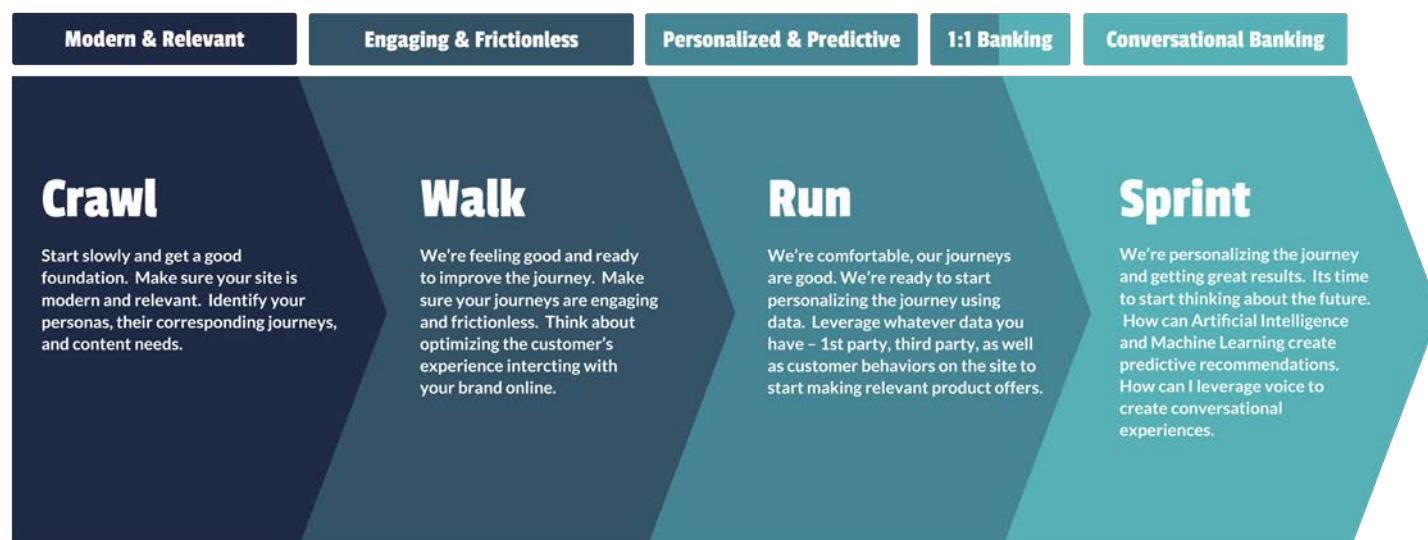 Modern & Relevant
Engaging & Frictionless
Personalized & Predictive
1:1 Banking
Conversational Banking
Crawl
Start slowly and get a good
foundation.  Make sure your site is
modern and relevant.  Identify your
personas, their corresponding journeys,
and content needs.
Walk
We’re feeling good and ready
to improve the journey.  Make
sure your journeys are engaging
and frictionless.  Think about
optimizing the customer’s
experience intercting with
your brand online.
Run
We’re comfortable, our journeys
are good. We’re ready to start
personalizing the journey using
data.  Leverage whatever data you
have – 1st party, third party, as well
as customer behaviors on the site to
start making relevant product offers.
Sprint
We’re personalizing the journey
and getting great results.  Its time
to start thinking about the future.
How can Artificial Intelligence
and Machine Learning create
predictive recommendations.
How can I leverage voice to
create conversational
experiences.